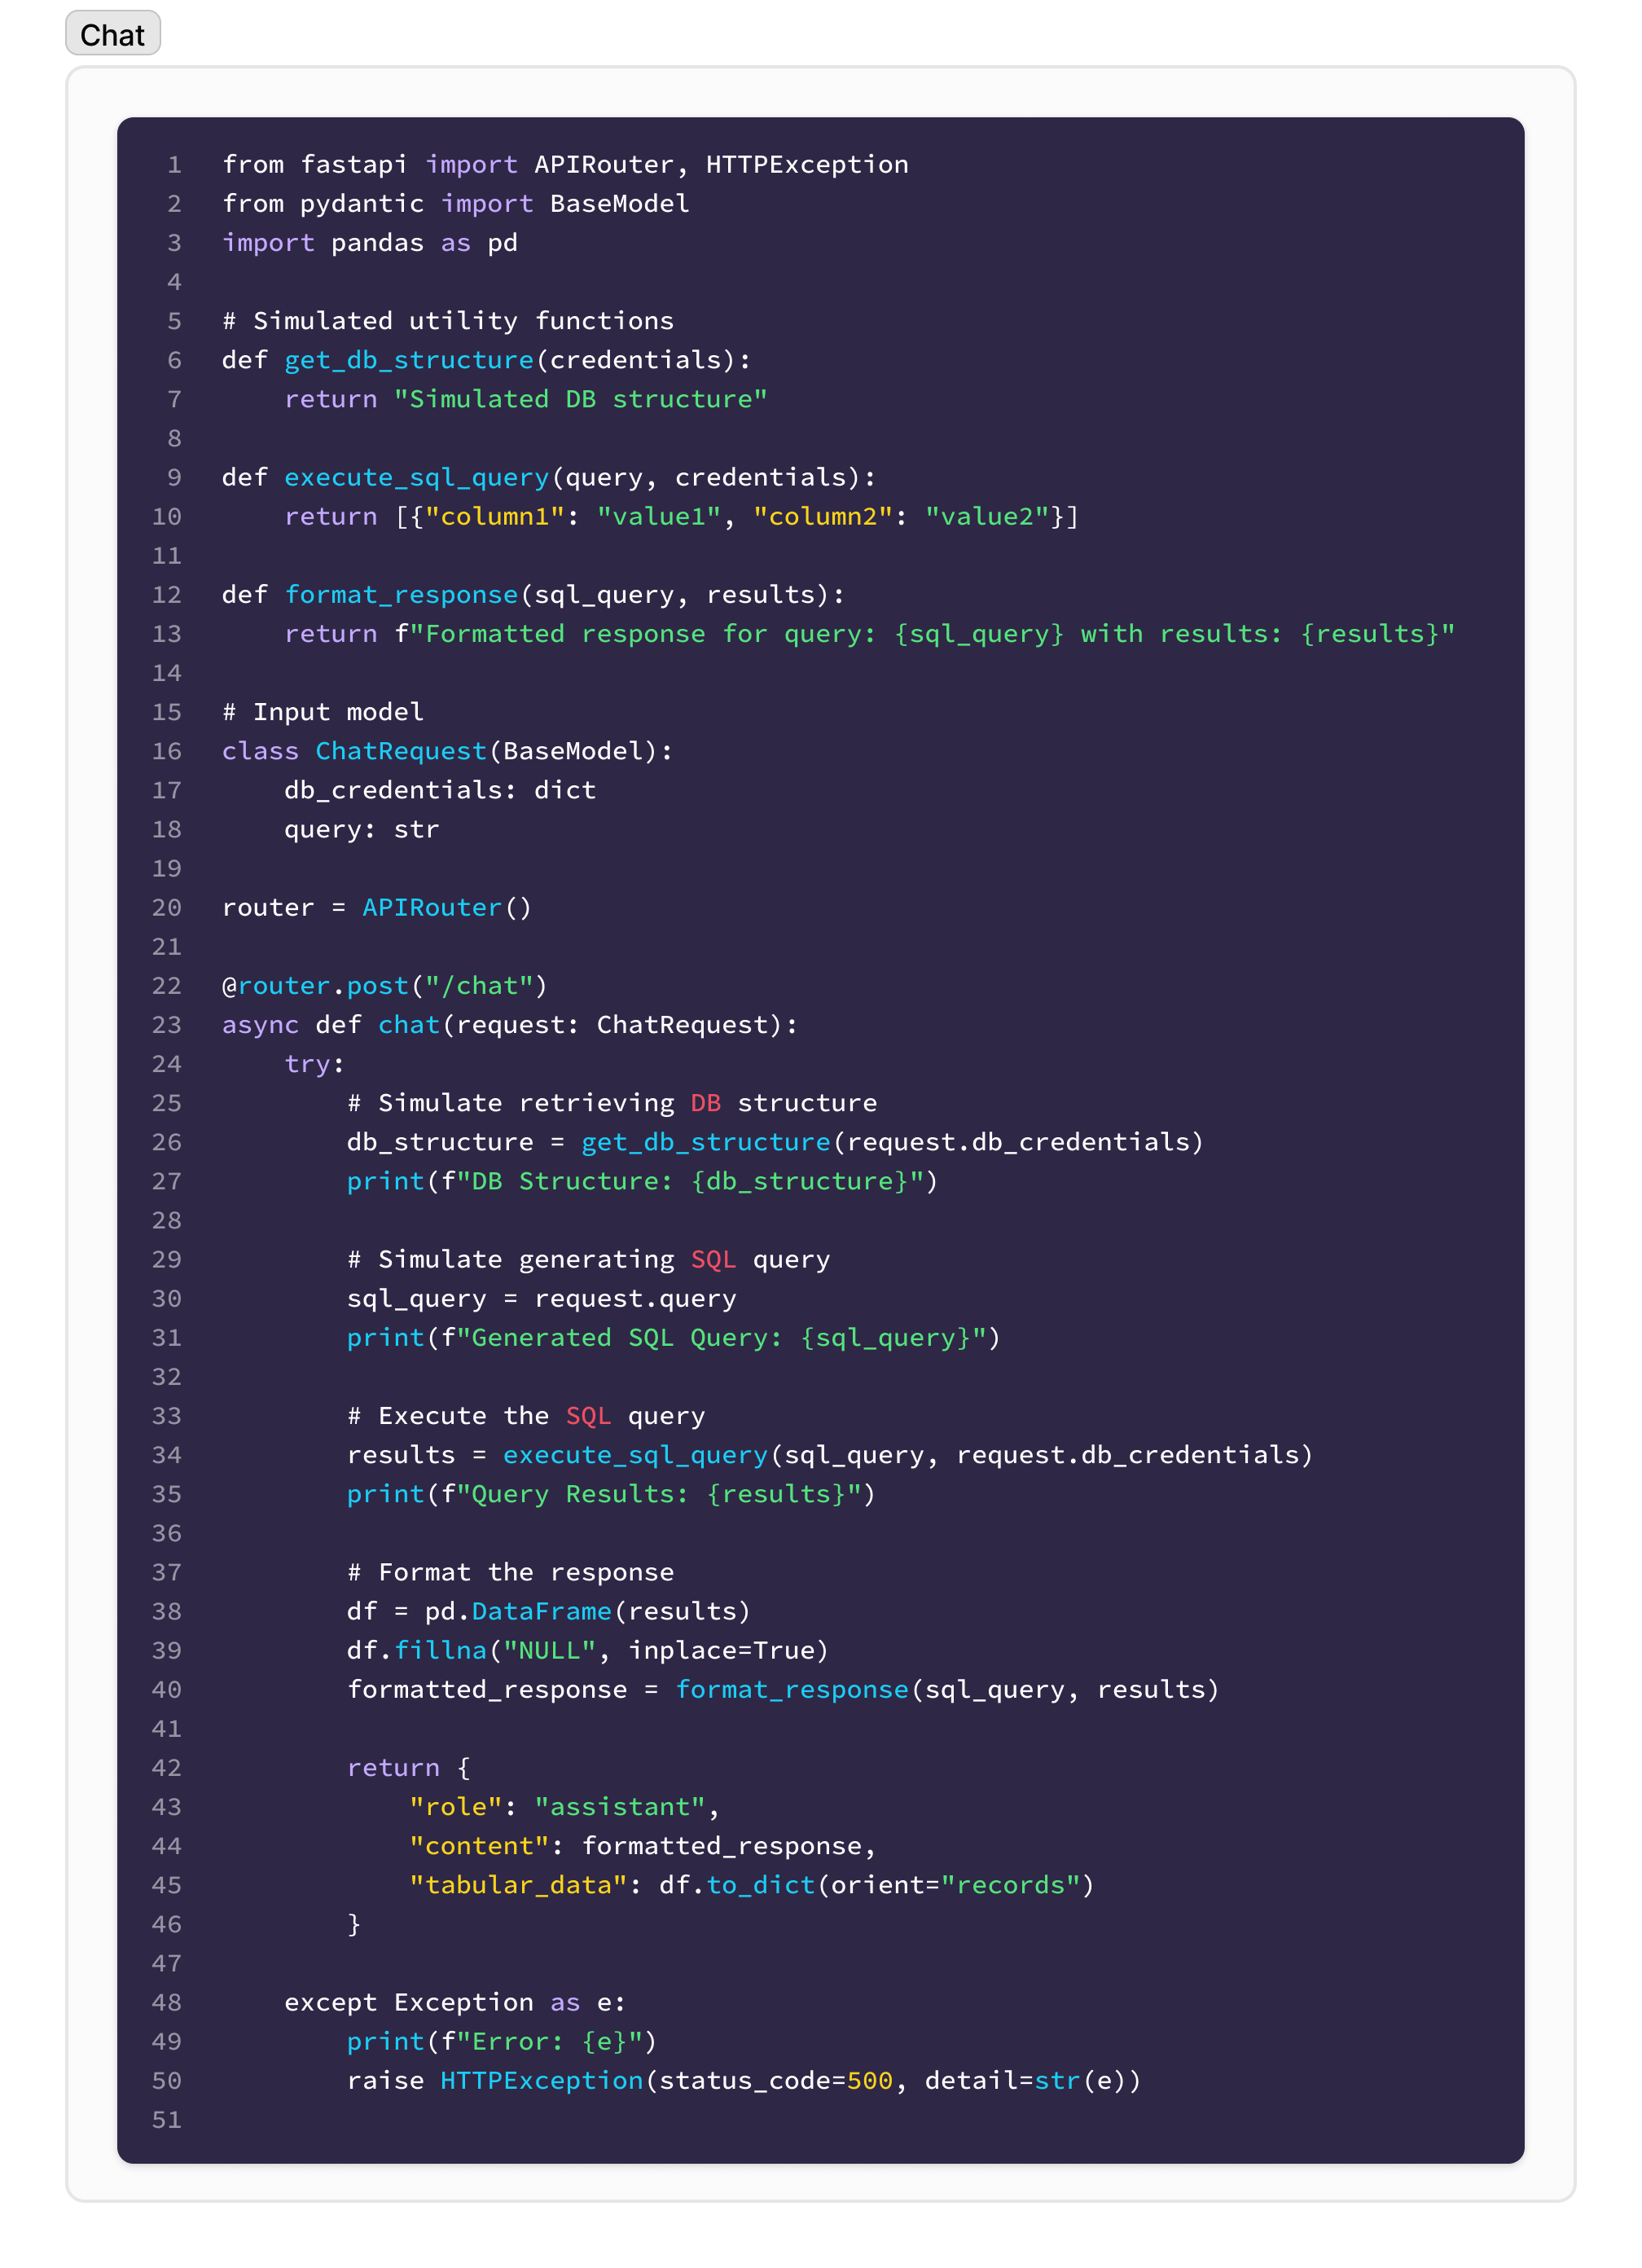 Chat
1 from fastapi import APIRouter, HTTPException
2 from pydantic import BaseModel
3 import pandas as pd
4
5 # Simulated utility functions
6 def get_db_structure(credentials):
7     return "Simulated DB structure"
8
9 def execute_sql_query(query, credentials):
10     return [{"column1": "value1", "column2": "value2"}]
11
12 def format_response(sql_query, results):
13     return f"Formatted response for query: {sql_query} with results: {results}"
14
15 # Input model
16 class ChatRequest(BaseModel):
17     db_credentials: dict
18     query: str
19
20 router = APIRouter()
21
22 @router.post("/chat")
23 async def chat(request: ChatRequest):
24     try:
25         # Simulate retrieving DB structure
26         db_structure = get_db_structure(request.db_credentials)
27         print(f"DB Structure: {db_structure}")
28
29         # Simulate generating SQL query
30         sql_query = request.query
31         print(f"Generated SQL Query: {sql_query}")
32
33         # Execute the SQL query
34         results = execute_sql_query(sql_query, request.db_credentials)
35         print(f"Query Results: {results}")
36
37         # Format the response
38         df = pd.DataFrame(results)
39         df.fillna("NULL", inplace=True)
40         formatted_response = format_response(sql_query, results)
41
42         return {
43             "role": "assistant",
44             "content": formatted_response,
45             "tabular_data": df.to_dict(orient="records")
46         }
47
48     except Exception as e:
49         print(f"Error: {e}")
50         raise HTTPException(status_code=500, detail=str(e))
51